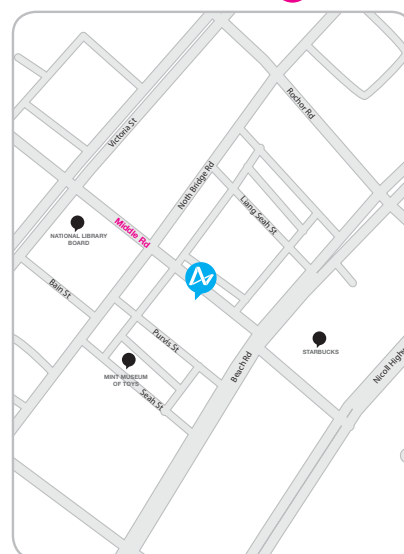 Rochor Rd
Victoria St
Noth Bridge Rd
Liang Seah St
Middle Rd
NATIONAL LIBRARY
BOARD
Bain St
Purvis St
STARBUCKS
Beach Rd
MINT MUSEUM
OF TOYS
Seah St
Nicoll Highw